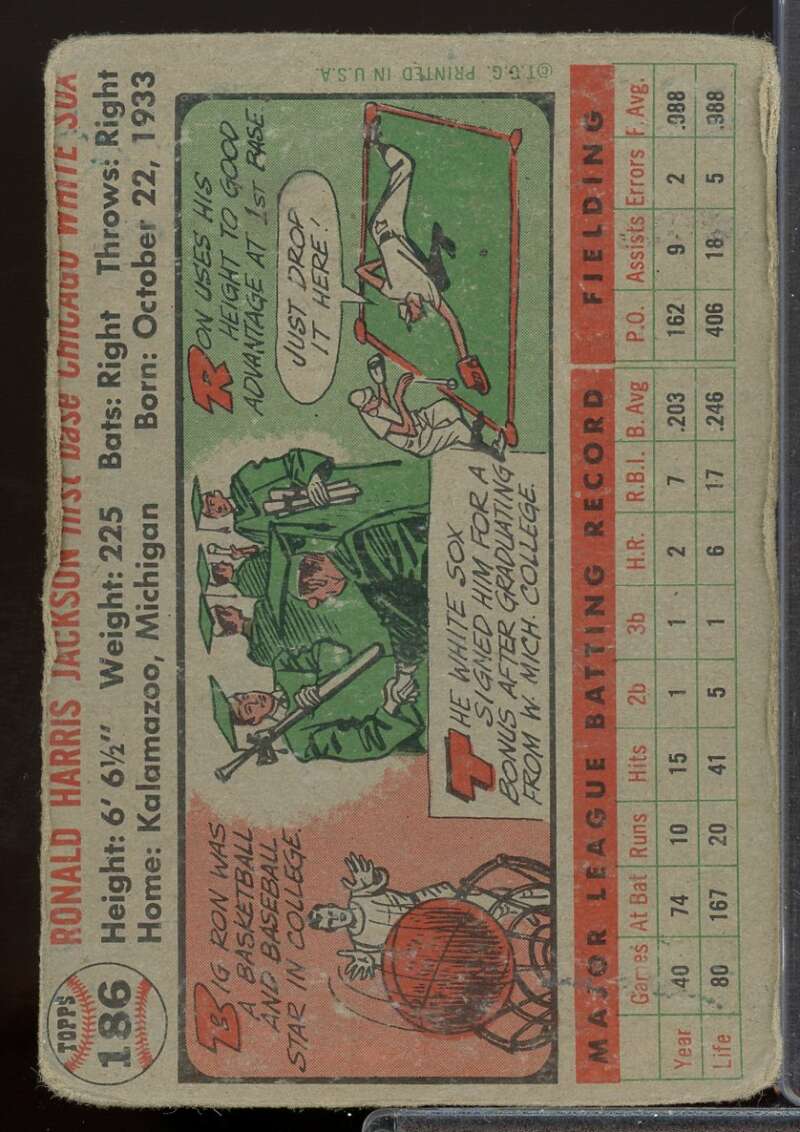 TOPPS
186
RONALD HARRIS JACKSON first base CHICAGO WHITE SOX
Height: 6' 6½" Weight: 225 Bats: Right Throws: Right
Home: Kalamazoo, Michigan Born: October 22, 1933
BIG RON WAS
A BASKETBALL
AND BASEBALL
STAR IN COLLEGE.
THE WHITE SOX
SIGNED HIM FOR A
BONUS AFTER GRADUATING
FROM W. MICH. COLLEGE.
RON USES HIS
HEIGHT TO GOOD
ADVANTAGE AT 1ST BASE.
JUST DROP
IT HERE!
©T.C.G. PRINTED IN U.S.A.
MAJOR LEAGUE BATTING RECORD FIELDING
Games At Bat Runs Hits 2b 3b H.R. R.B.I. B. Avg P.O. Assists Errors F. Avg.
Year 40 74 10 15 1 1 2 7 .203 162 9 2 .988
Life 80 167 20 41 5 1 6 17 .246 406 18 5 .988